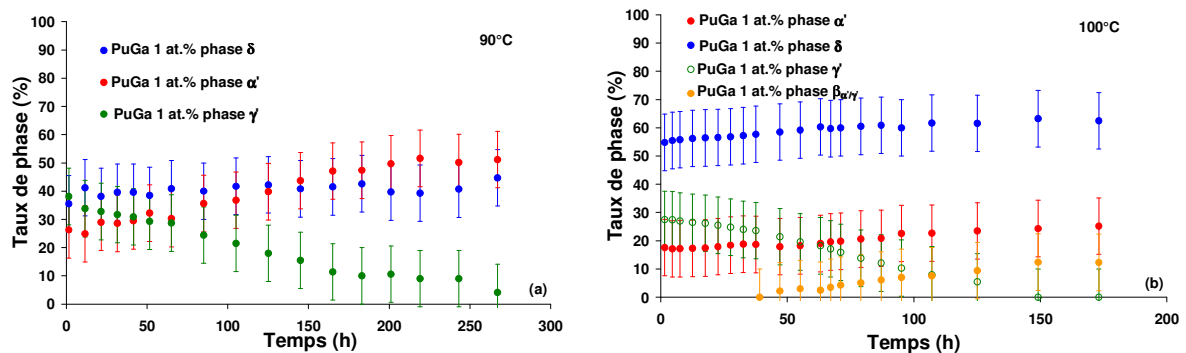 Taux de phase (%)
100
90
80
70
60
50
40
30
20
10
0
PuGa 1 at.% phase δ
PuGa 1 at.% phase α'
PuGa 1 at.% phase γ'
90°C
(a)
0 50 100 150 200 250 300
Temps (h)
Taux de phase (%)
100
90
80
70
60
50
40
30
20
10
0
PuGa 1 at.% phase α'
PuGa 1 at.% phase δ
PuGa 1 at.% phase γ'
PuGa 1 at.% phase βα'/γ'
100°C
(b)
0 50 100 150 200
Temps (h)